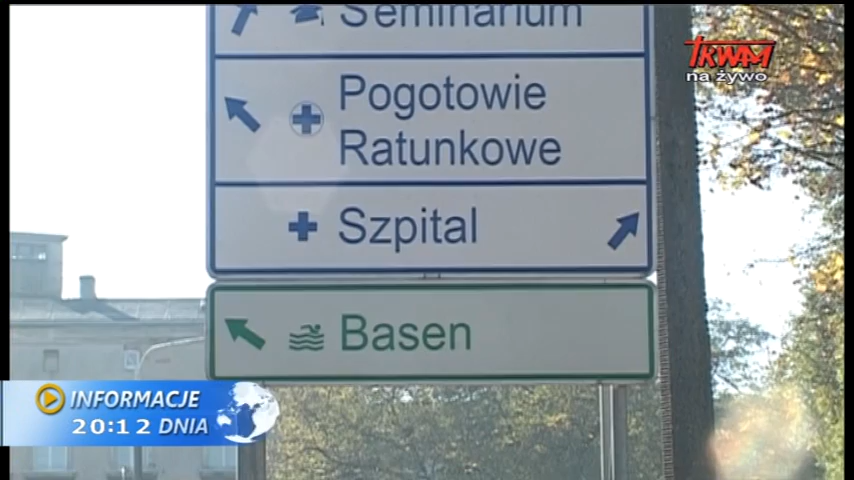 Seminarium
TRWAM
na żywo
Pogotowie
Ratunkowe
Szpital
Basen
INFORMACJE
20:12 DNIA